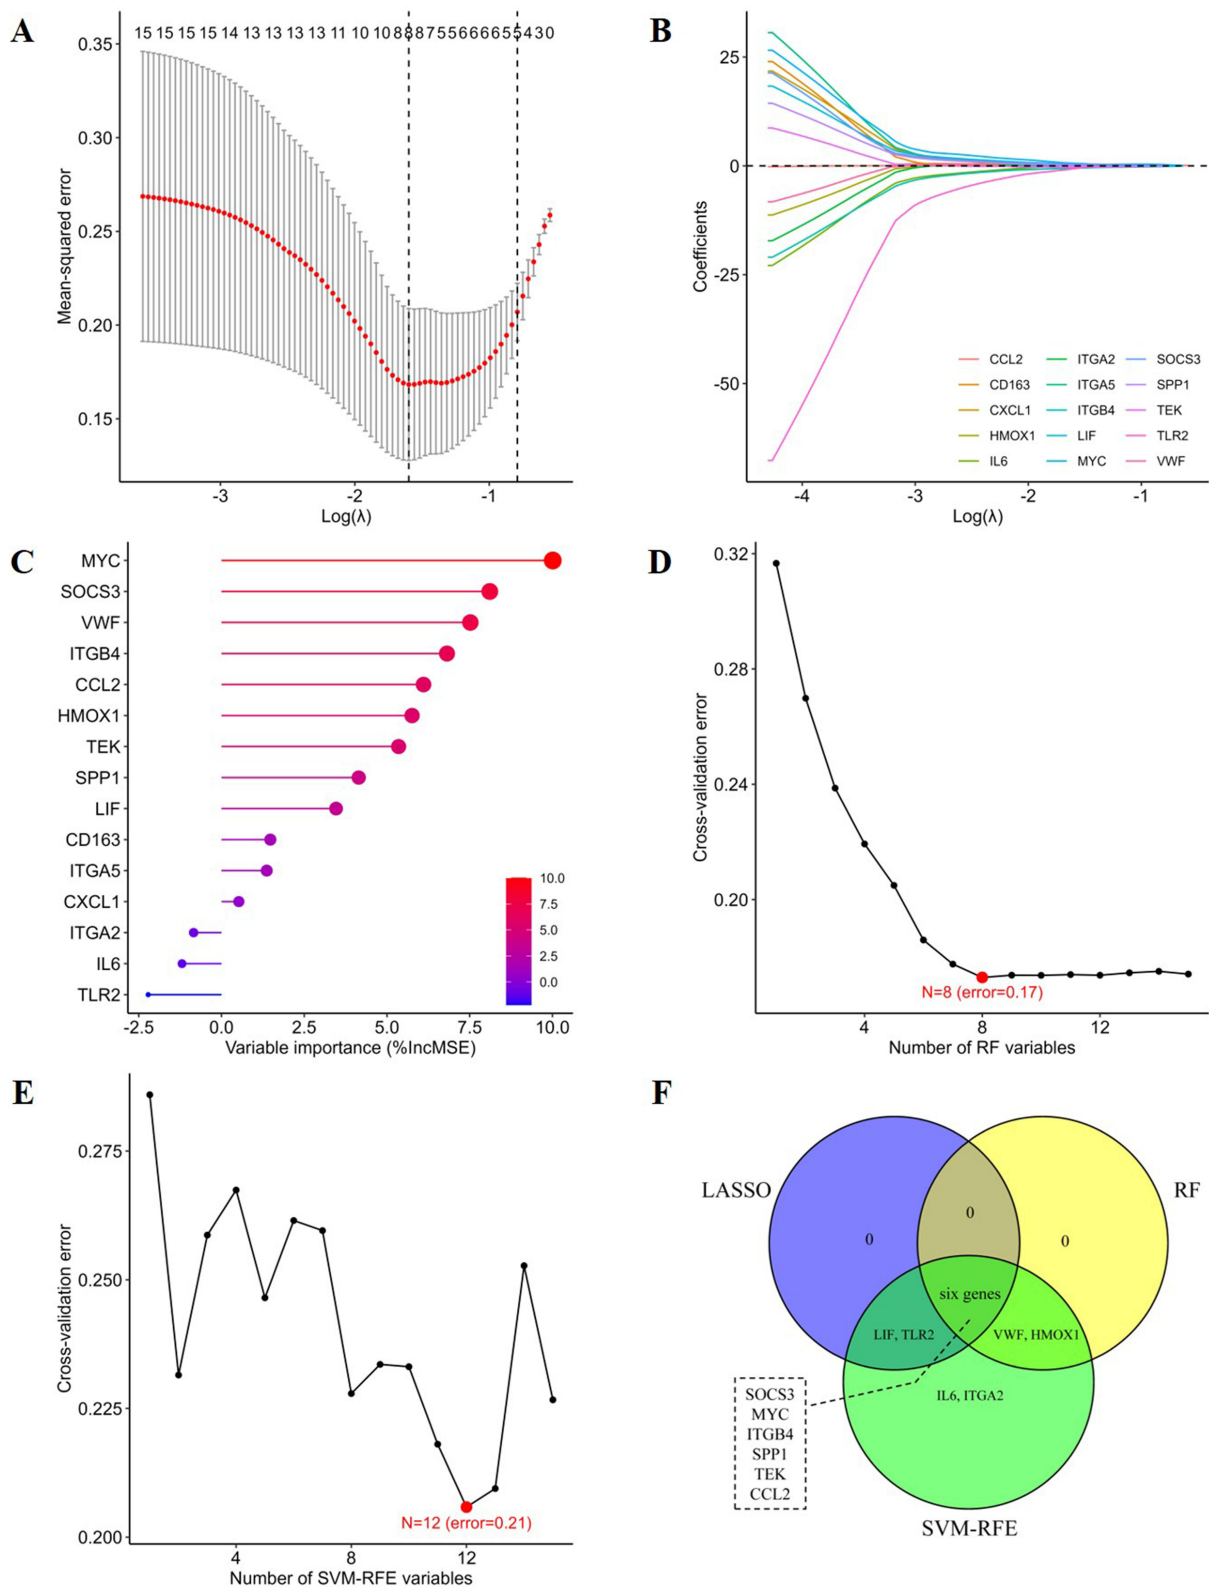 A
15 15 15 15 14 13 13 13 13 11 10 10 8 8 8 7 5 5 6 6 6 6 5 5 4 3 0
0.35
0.30
0.25
0.20
0.15
Mean-squared error
-3 -2 -1
Log(λ)
B
25
0
-25
-50
Coefficients
CCL2 ITGA2 SOCS3
CD163 ITGA5 SPP1
CXCL1 ITGB4 TEK
HMOX1 LIF TLR2
IL6 MYC VWF
-4 -3 -2 -1
Log(λ)
C
MYC
SOCS3
VWF
ITGB4
CCL2
HMOX1
TEK
SPP1
LIF
CD163
ITGA5
CXCL1
ITGA2
IL6
TLR2
10.0
7.5
5.0
2.5
0.0
-2.5 0.0 2.5 5.0 7.5 10.0
Variable importance (%IncMSE)
D
0.32
0.28
0.24
0.20
Cross-validation error
N=8 (error=0.17)
4 8 12
Number of RF variables
E
0.275
0.250
0.225
0.200
Cross-validation error
N=12 (error=0.21)
4 8 12
Number of SVM-RFE variables
F
LASSO
RF
0
0
0
six genes
LIF, TLR2
VWF, HMOX1
IL6, ITGA2
SOCS3
MYC
ITGB4
SPP1
TEK
CCL2
SVM-RFE